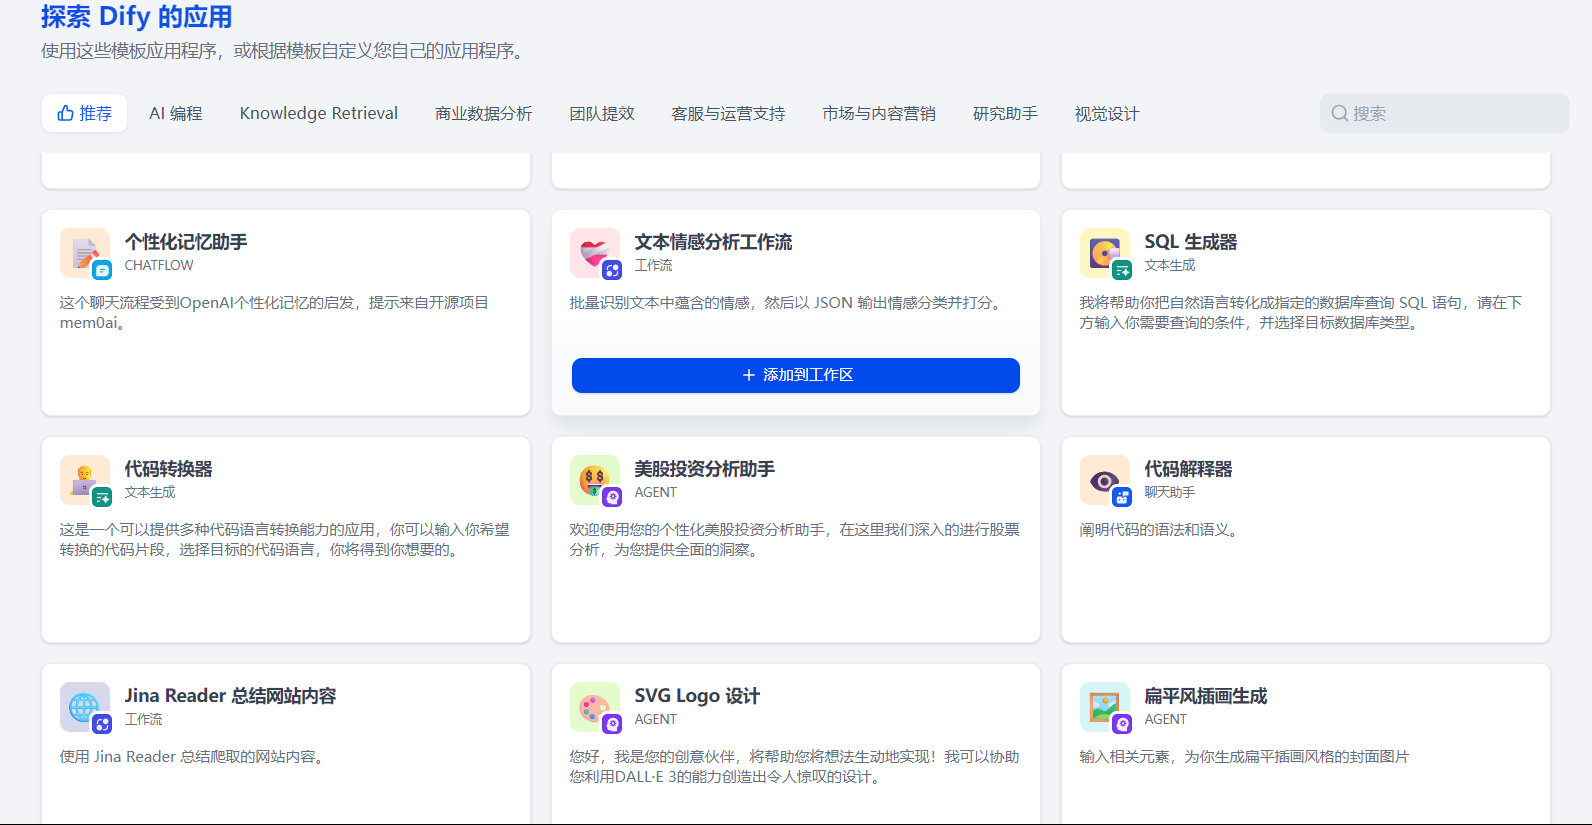 探索 Dify 的应用
使用这些模板应用程序，或根据模板自定义您自己的应用程序。
推荐
AI 编程
Knowledge Retrieval
商业数据分析
团队提效
客服与运营支持
市场与内容营销
研究助手
视觉设计
搜索
个性化记忆助手
CHATFLOW
这个聊天流程受到OpenAI个性化记忆的启发，提示来自开源项目
mem0ai。
文本情感分析工作流
工作流
批量识别文本中蕴含的情感，然后以 JSON 输出情感分类并打分。
添加到工作区
SQL 生成器
文本生成
我将帮助你把自然语言转化成指定的数据库查询 SQL 语句，请在下
方输入你需要查询的条件，并选择目标数据库类型。
代码转换器
文本生成
这是一个可以提供多种代码语言转换能力的应用，你可以输入你希望
转换的代码片段，选择目标的代码语言，你将得到你想要的。
美股投资分析助手
AGENT
欢迎使用您的个性化美股投资分析助手，在这里我们深入的进行股票
分析，为您提供全面的洞察。
代码解释器
聊天助手
阐明代码的语法和语义。
Jina Reader 总结网站内容
工作流
使用 Jina Reader 总结爬取的网站内容。
SVG Logo 设计
AGENT
您好，我是您的创意伙伴，将帮助您将想法生动地实现！我可以协助
您利用DALL·E 3的能力创造出令人惊叹的设计。
扁平风插画生成
AGENT
输入相关元素，为你生成扁平插画风格的封面图片